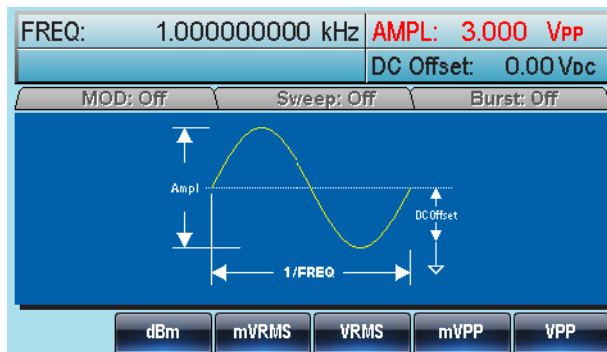 FREQ: 1.000000000 kHz AMPL: 3.000 VPP
DC Offset: 0.00 VDC
MOD: Off Sweep: Off Burst: Off
Ampl
DC Offset
1/FREQ
dBm mVRMS VRMS mVPP VPP